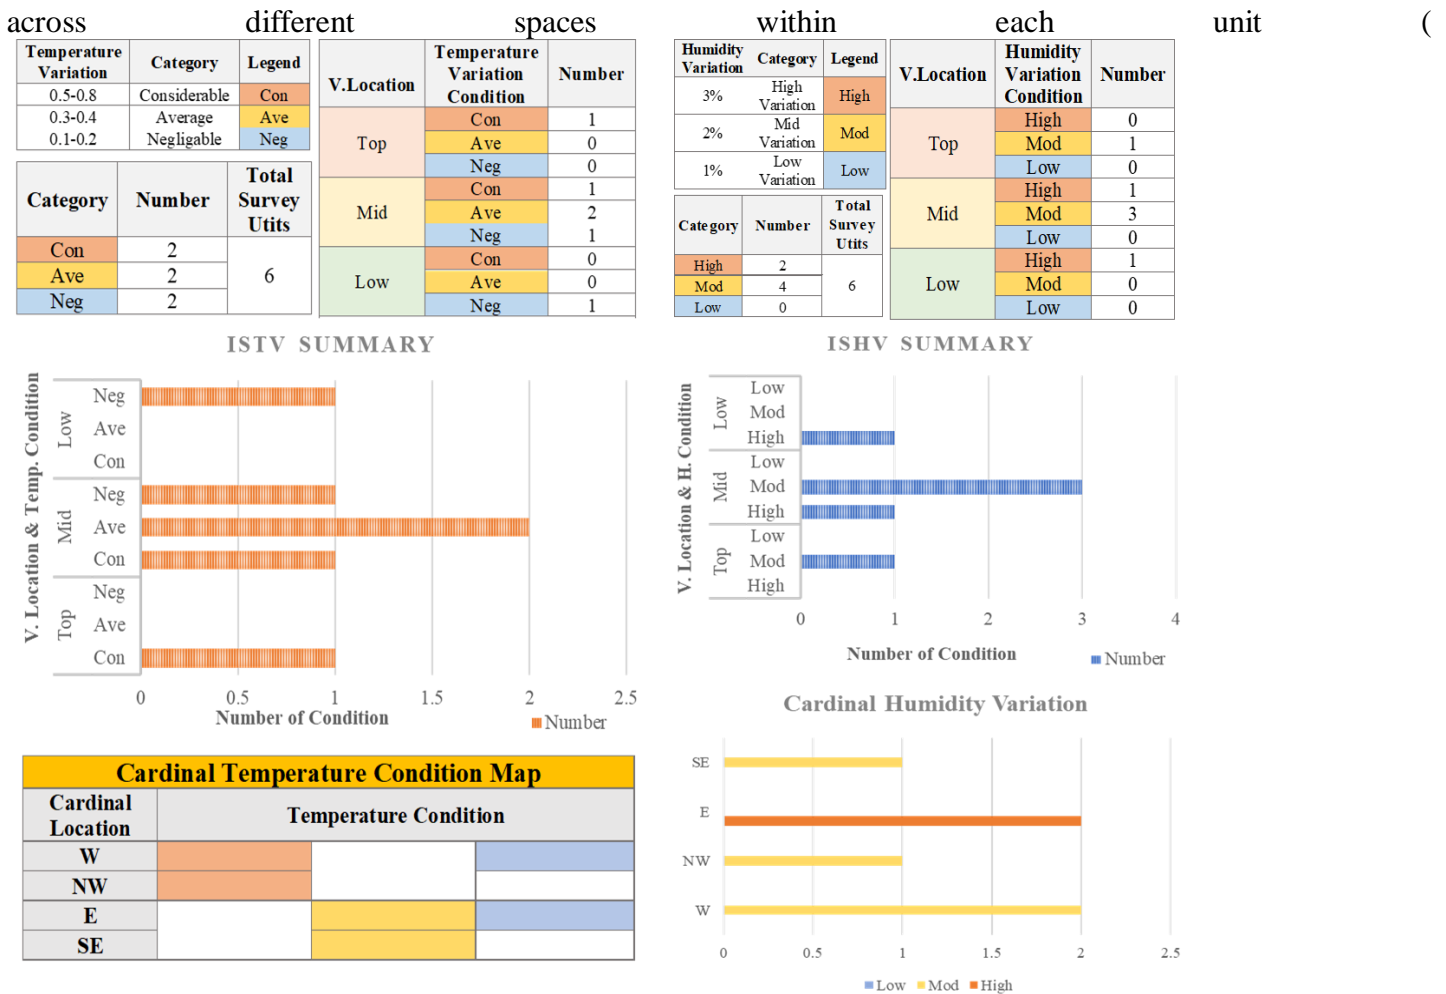 across different spaces within each unit (
Temperature Variation Category Legend
0.5-0.8 Considerable Con
0.3-0.4 Average Ave
0.1-0.2 Negligable Neg
Category Number Total Survey Utits
Con 2
Ave 2 6
Neg 2
V.Location Temperature Variation Condition Number
Top Con 1
Ave 0
Neg 0
Mid Con 1
Ave 2
Neg 1
Low Con 0
Ave 0
Neg 1
Humidity Variation Category Legend
3% High Variation High
2% Mid Variation Mod
1% Low Variation Low
Category Number Total Survey Utits
High 2
Mod 4 6
Low 0
V.Location Humidity Variation Condition Number
Top High 0
Mod 1
Low 0
Mid High 1
Mod 3
Low 0
Low High 1
Mod 0
Low 0
ISTV SUMMARY
V. Location & Temp. Condition
Low Neg
Ave
Con
Mid Neg
Ave
Con
Top Neg
Ave
Con
0 0.5 1 1.5 2 2.5
Number of Condition
Number
ISHV SUMMARY
V. Location & H. Condition
Low Low
Mod
High
Mid Low
Mod
High
Top Low
Mod
High
0 1 2 3 4
Number of Condition
Number
Cardinal Temperature Condition Map
Cardinal Location Temperature Condition
W
NW
E
SE
Cardinal Humidity Variation
SE
E
NW
W
0 0.5 1 1.5 2 2.5
Low Mod High